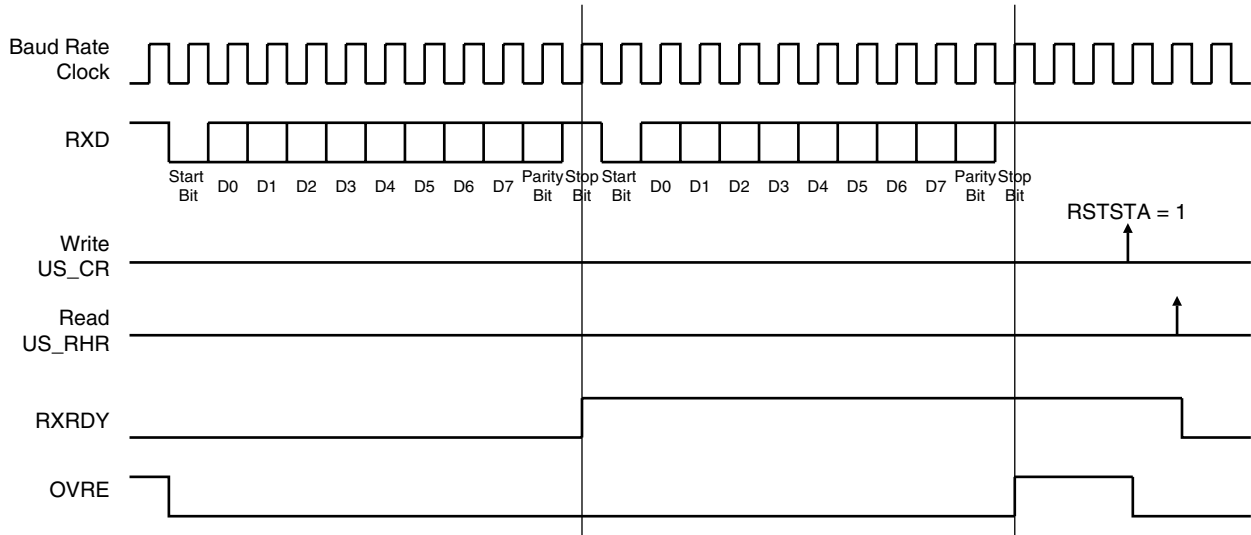 Baud Rate
Clock
RXD
Start
Bit
D0
D1
D2
D3
D4
D5
D6
D7
Parity
Bit
Stop
Bit
Start
Bit
D0
D1
D2
D3
D4
D5
D6
D7
Parity
Bit
Stop
Bit
RSTSTA = 1
Write
US_CR
Read
US_RHR
RXRDY
OVRE